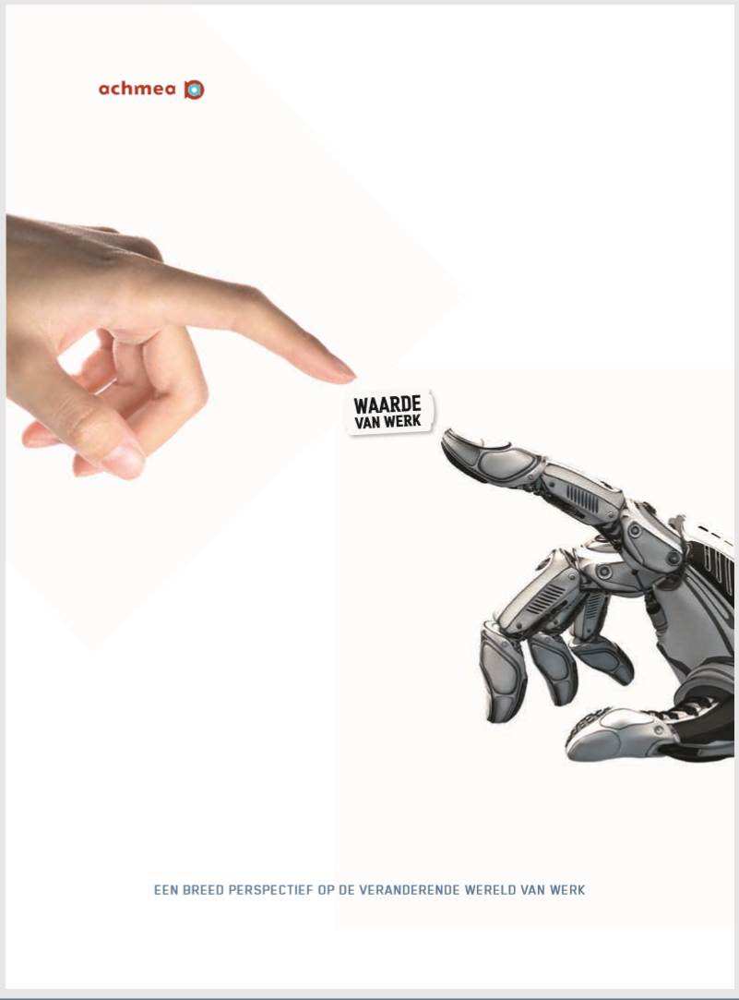 achmea
WAARDE
VAN WERK
EEN BREED PERSPECTIEF OP DE VERANDERENDE WERELD VAN WERK